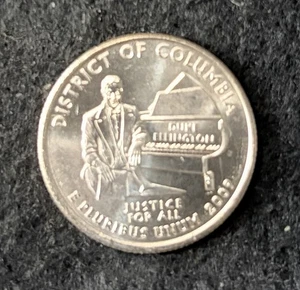 DISTRICT OF COLUMBIA
DUKE
ELLINGTON
JUSTICE
FOR ALL
E PLURIBUS UNUM 2009